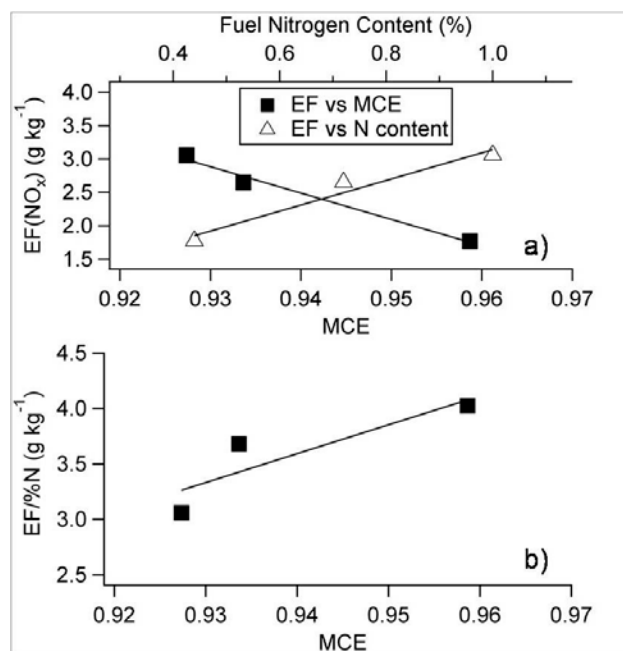 Fuel Nitrogen Content (%)
0.4 0.6 0.8 1.0
EF(NOₓ) (g kg⁻¹)
4.0
3.5
3.0
2.5
2.0
1.5
■ EF vs MCE
△ EF vs N content
a)
0.92 0.93 0.94 0.95 0.96 0.97
MCE
EF/%N (g kg⁻¹)
4.5
4.0
3.5
3.0
2.5
b)
0.92 0.93 0.94 0.95 0.96 0.97
MCE